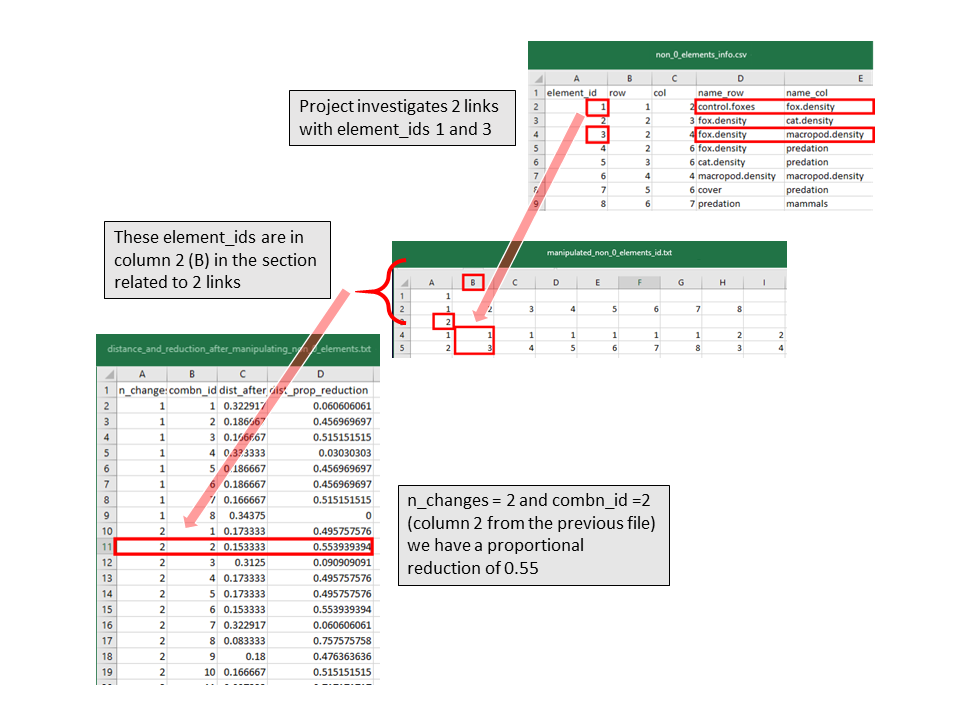 non_0_elements_info.csv
A B C D E
1 element_id row col name_row name_col
2 1 1 2 control.foxes fox.density
3 2 2 3 fox.density cat.density
4 3 2 4 fox.density macropod.density
5 4 2 6 fox.density predation
6 5 3 6 cat.density predation
7 6 4 4 macropod.density macropod.density
8 7 5 6 cover predation
9 8 6 7 predation mammals
Project investigates 2 links
with element_ids 1 and 3
These element_ids are in
column 2 (B) in the section
related to 2 links
manipulated_non_0_elements_id.txt
A B C D E F G H I
1 1
2 1 2 3 4 5 6 7 8
2
4 1 1 1 1 1 1 1 2 2
5 2 3 4 5 6 7 8 3 4
distance_and_reduction_after_manipulating_non_0_elements.txt
A B C D
1 n_changes combn_id dist_after dist_prop_reduction
2 1 1 0.322917 0.060606061
3 1 2 0.186667 0.456969697
4 1 3 0.166667 0.515151515
5 1 4 0.333333 0.03030303
6 1 5 0.186667 0.456969697
7 1 6 0.186667 0.456969697
8 1 7 0.166667 0.515151515
9 1 8 0.34375 0
10 2 1 0.173333 0.495757576
11 2 2 0.153333 0.553939394
12 2 3 0.3125 0.090909091
13 2 4 0.173333 0.495757576
14 2 5 0.173333 0.495757576
15 2 6 0.153333 0.553939394
16 2 7 0.322917 0.060606061
17 2 8 0.083333 0.757575758
18 2 9 0.18 0.476363636
19 2 10 0.166667 0.515151515
n_changes = 2 and combn_id =2
(column 2 from the previous file)
we have a proportional
reduction of 0.55